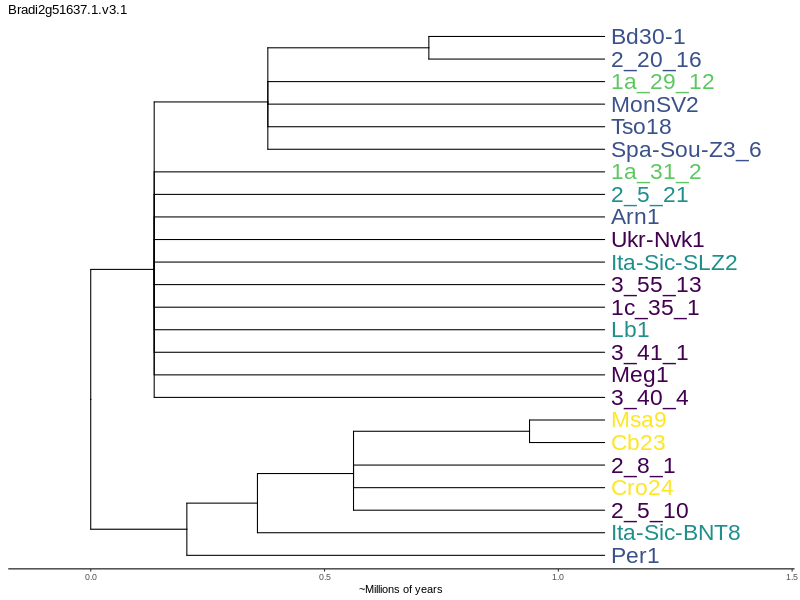 Bradi2g51637.1.v3.1
Bd30-1
2_20_16
1a_29_12
MonSV2
Tso18
Spa-Sou-Z3_6
1a_31_2
2_5_21
Arn1
Ukr-Nvk1
Ita-Sic-SLZ2
3_55_13
1c_35_1
Lb1
3_41_1
Meg1
3_40_4
Msa9
Cb23
2_8_1
Cro24
2_5_10
Ita-Sic-BNT8
Per1
0.0 0.5 1.0 1.5
~Millions of years